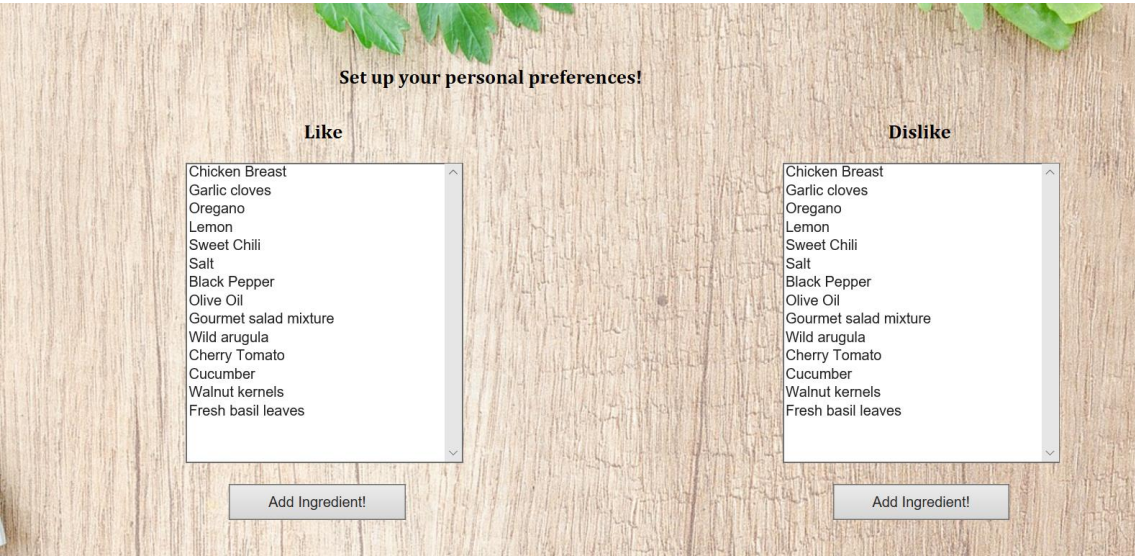 Set up your personal preferences!
Like
Chicken Breast
Garlic cloves
Oregano
Lemon
Sweet Chili
Salt
Black Pepper
Olive Oil
Gourmet salad mixture
Wild arugula
Cherry Tomato
Cucumber
Walnut kernels
Fresh basil leaves
Add Ingredient!
Dislike
Chicken Breast
Garlic cloves
Oregano
Lemon
Sweet Chili
Salt
Black Pepper
Olive Oil
Gourmet salad mixture
Wild arugula
Cherry Tomato
Cucumber
Walnut kernels
Fresh basil leaves
Add Ingredient!